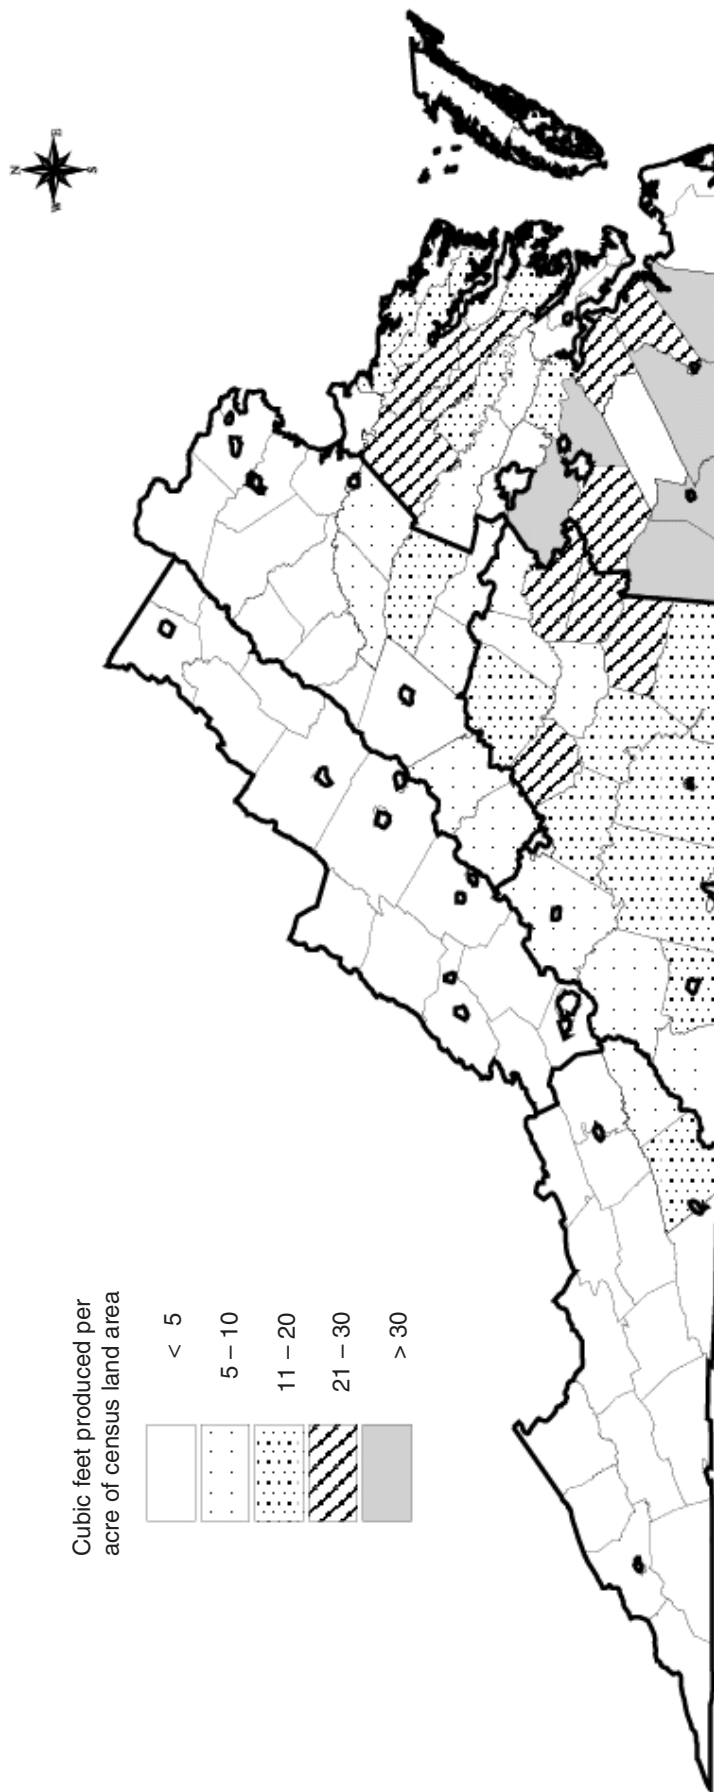 N
E
S
W
Cubic feet produced per
acre of census land area
< 5
5 – 10
11 – 20
21 – 30
> 30